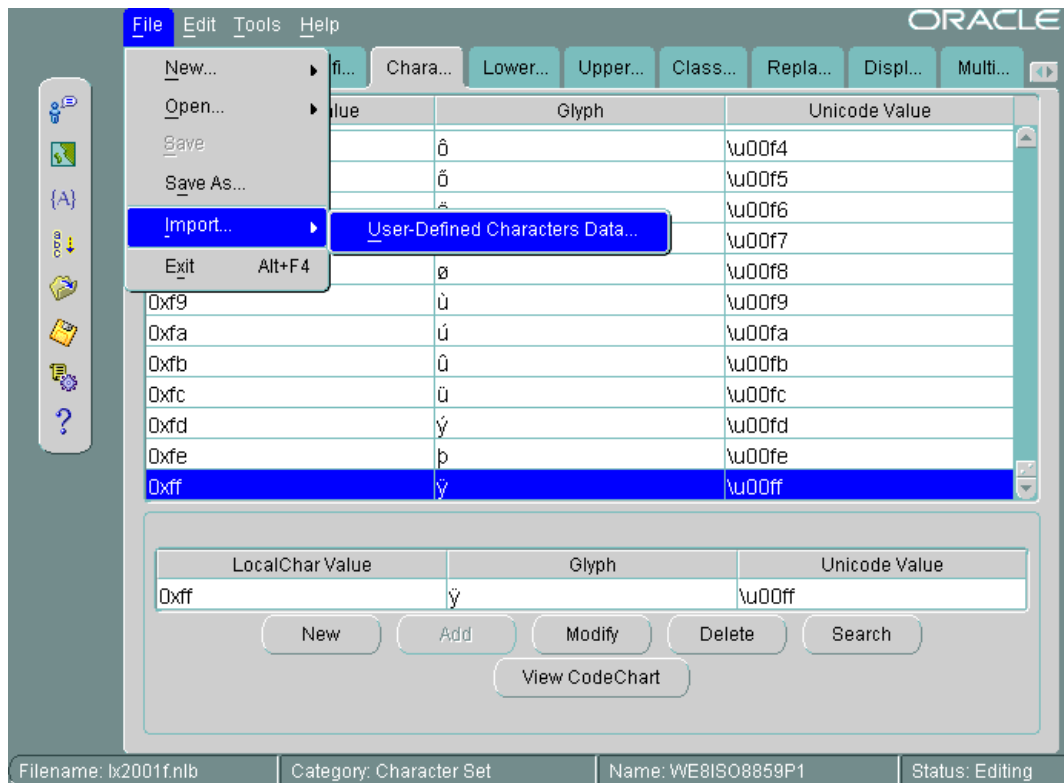 File Edit Tools Help ORACLE
New... fi... Chara... Lower... Upper... Class... Repla... Displ... Multi...
Open... alue Glyph Unicode Value
Save ô \u00f4
Save As... \u00f5
{A} \u00f6
Import... User-Defined Characters Data... \u00f7
Exit Alt+F4 ø \u00f8
0xf9 ù \u00f9
0xfa ú \u00fa
0xfb û \u00fb
0xfc ü \u00fc
0xfd ý \u00fd
? 0xfe þ \u00fe
0xff ÿ \u00ff
LocalChar Value Glyph Unicode Value
0xff ÿ \u00ff
New Add Modify Delete Search
View CodeChart
Filename: lx2001f.nlb Category: Character Set Name: WE8ISO8859P1 Status: Editing